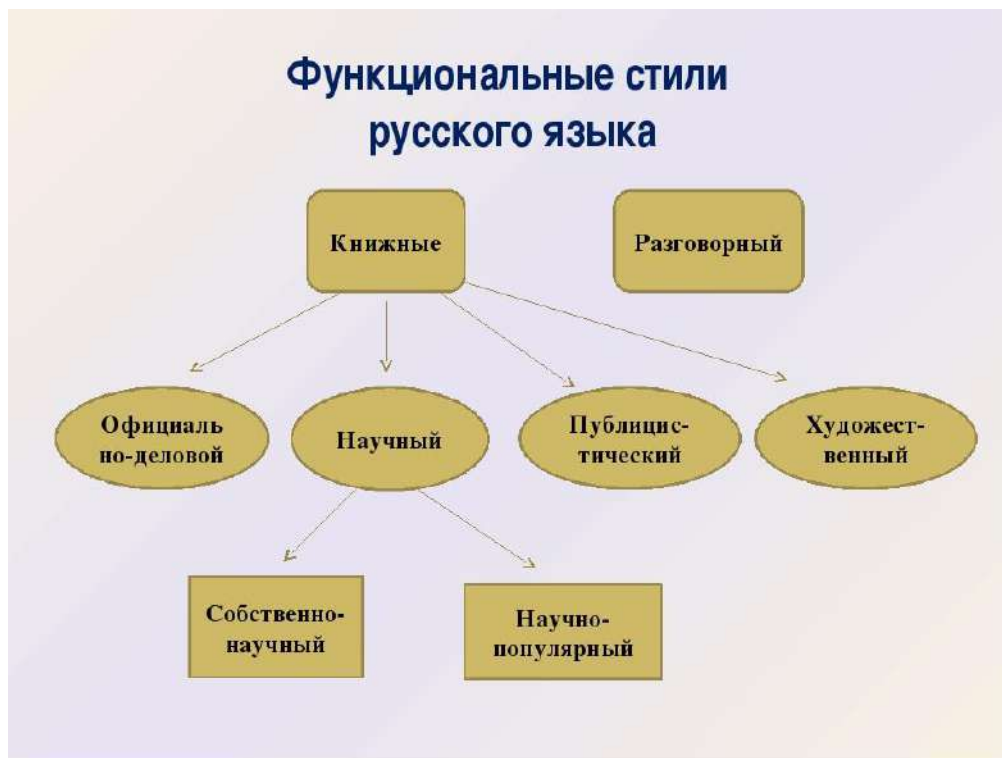 Функциональные стили
русского языка
Книжные
Разговорный
Официаль
но-деловой
Научный
Публицис-
тический
Художест-
венный
Собственно-
научный
Научно-
популярный